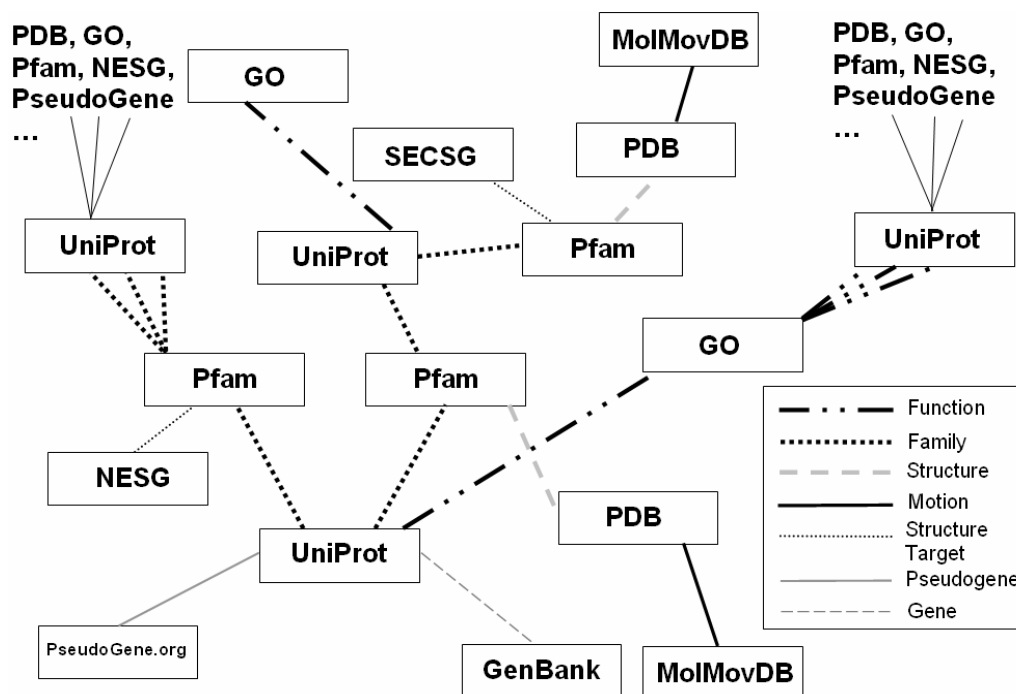 PDB, GO,
Pfam, NESG,
PseudoGene
...
GO
MolMovDB
PDB, GO,
Pfam, NESG,
PseudoGene
...
SECSG
PDB
UniProt
UniProt
Pfam
UniProt
GO
Pfam
Pfam
NESG
PDB
UniProt
PseudoGene.org
GenBank
MolMovDB
Function
Family
Structure
Motion
Structure
Target
Pseudogene
Gene